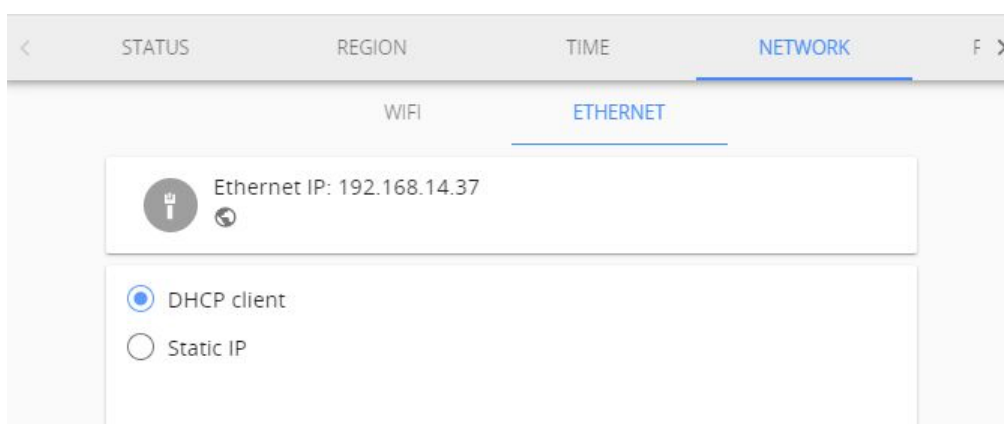 STATUS REGION TIME NETWORK
WIFI ETHERNET
Ethernet IP: 192.168.14.37
DHCP client
Static IP